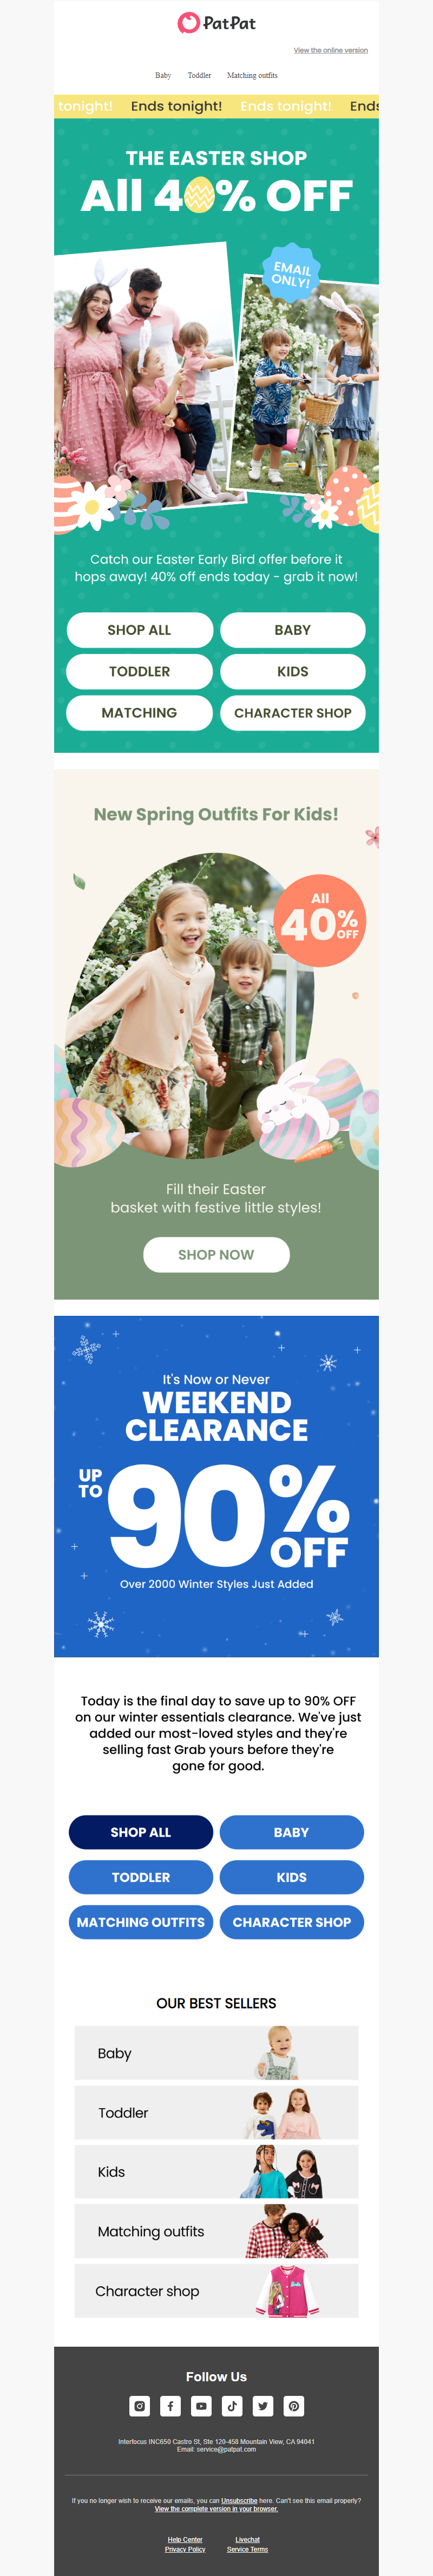 PatPat
View the online version
Baby Toddler Matching outfits
tonight! Ends tonight! Ends tonight! Ends
THE EASTER SHOP
All 40% OFF
EMAIL
ONLY!
Catch our Easter Early Bird offer before it
hops away! 40% off ends today - grab it now!
SHOP ALL BABY
TODDLER KIDS
MATCHING CHARACTER SHOP
New Spring Outfits For Kids!
All
40%
OFF
Fill their Easter
basket with festive little styles!
SHOP NOW
It's Now or Never
WEEKEND
CLEARANCE
UP
TO
90%
OFF
Over 2000 Winter Styles Just Added
Today is the final day to save up to 90% OFF
on our winter essentials clearance. We've just
added our most-loved styles and they're
selling fast Grab yours before they're
gone for good.
SHOP ALL BABY
TODDLER KIDS
MATCHING OUTFITS CHARACTER SHOP
OUR BEST SELLERS
Baby
Toddler
Kids
Matching outfits
Character shop
Follow Us
Interfocus INC650 Castro St, Ste 120-458 Mountain View, CA 94041
Email: service@patpat.com
If you no longer wish to receive our emails, you can Unsubscribe here. Can't see this email properly?
View the complete version in your browser.
Help Center Livechat
Privacy Policy Service Terms